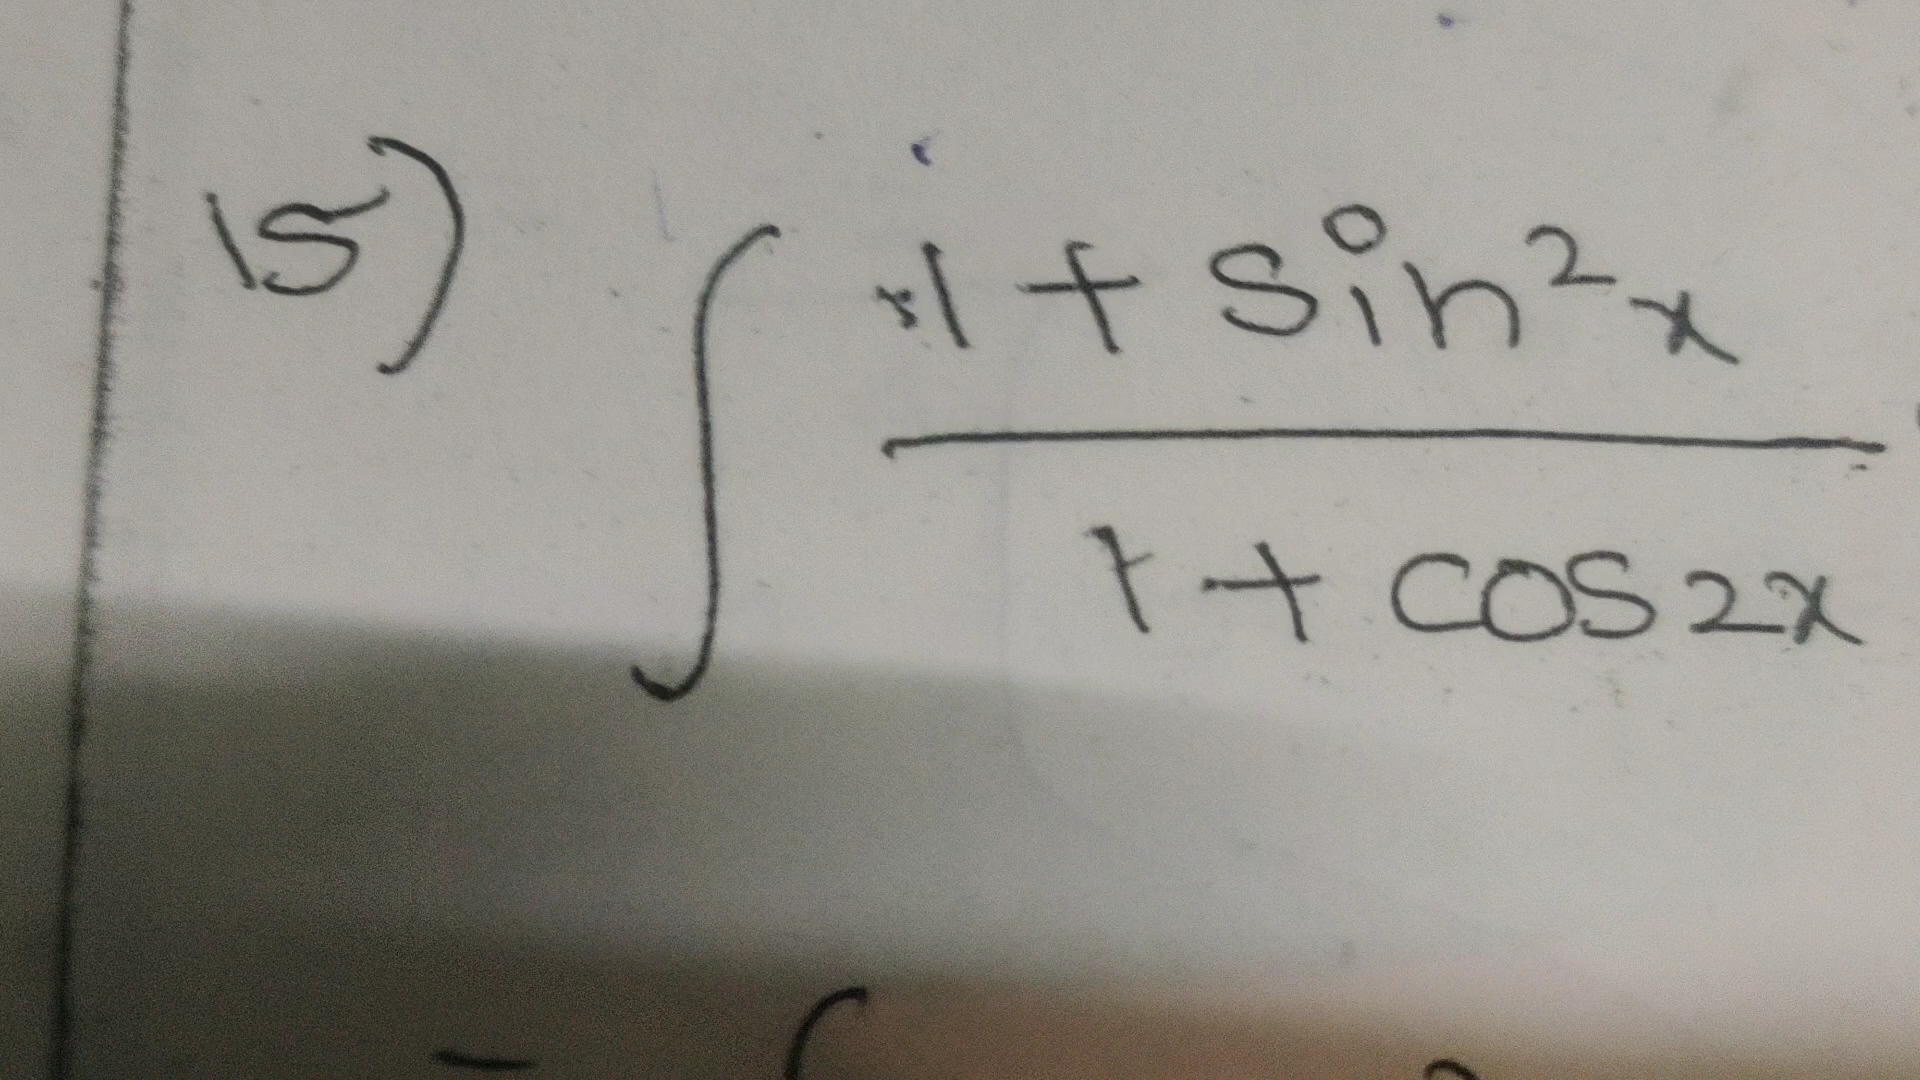 15) ∫ 1 + sin²x
1 + cos 2x
= ∫